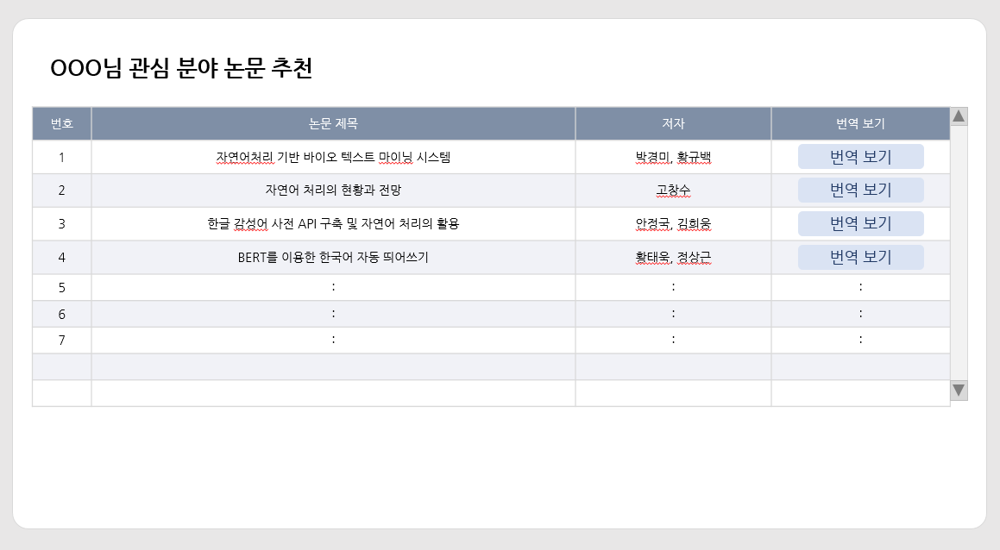 OOO님 관심 분야 논문 추천
번호 논문 제목 저자 번역 보기
1 자연어처리 기반 바이오 텍스트 마이닝 시스템 박경미, 황규백 번역 보기
2 자연어 처리의 현황과 전망 고창수 번역 보기
3 한글 감성어 사전 API 구축 및 자연어 처리의 활용 안정국, 김희웅 번역 보기
4 BERT를 이용한 한국어 자동 띄어쓰기 황태욱, 정상근 번역 보기
5 : : :
6 : : :
7 : : :